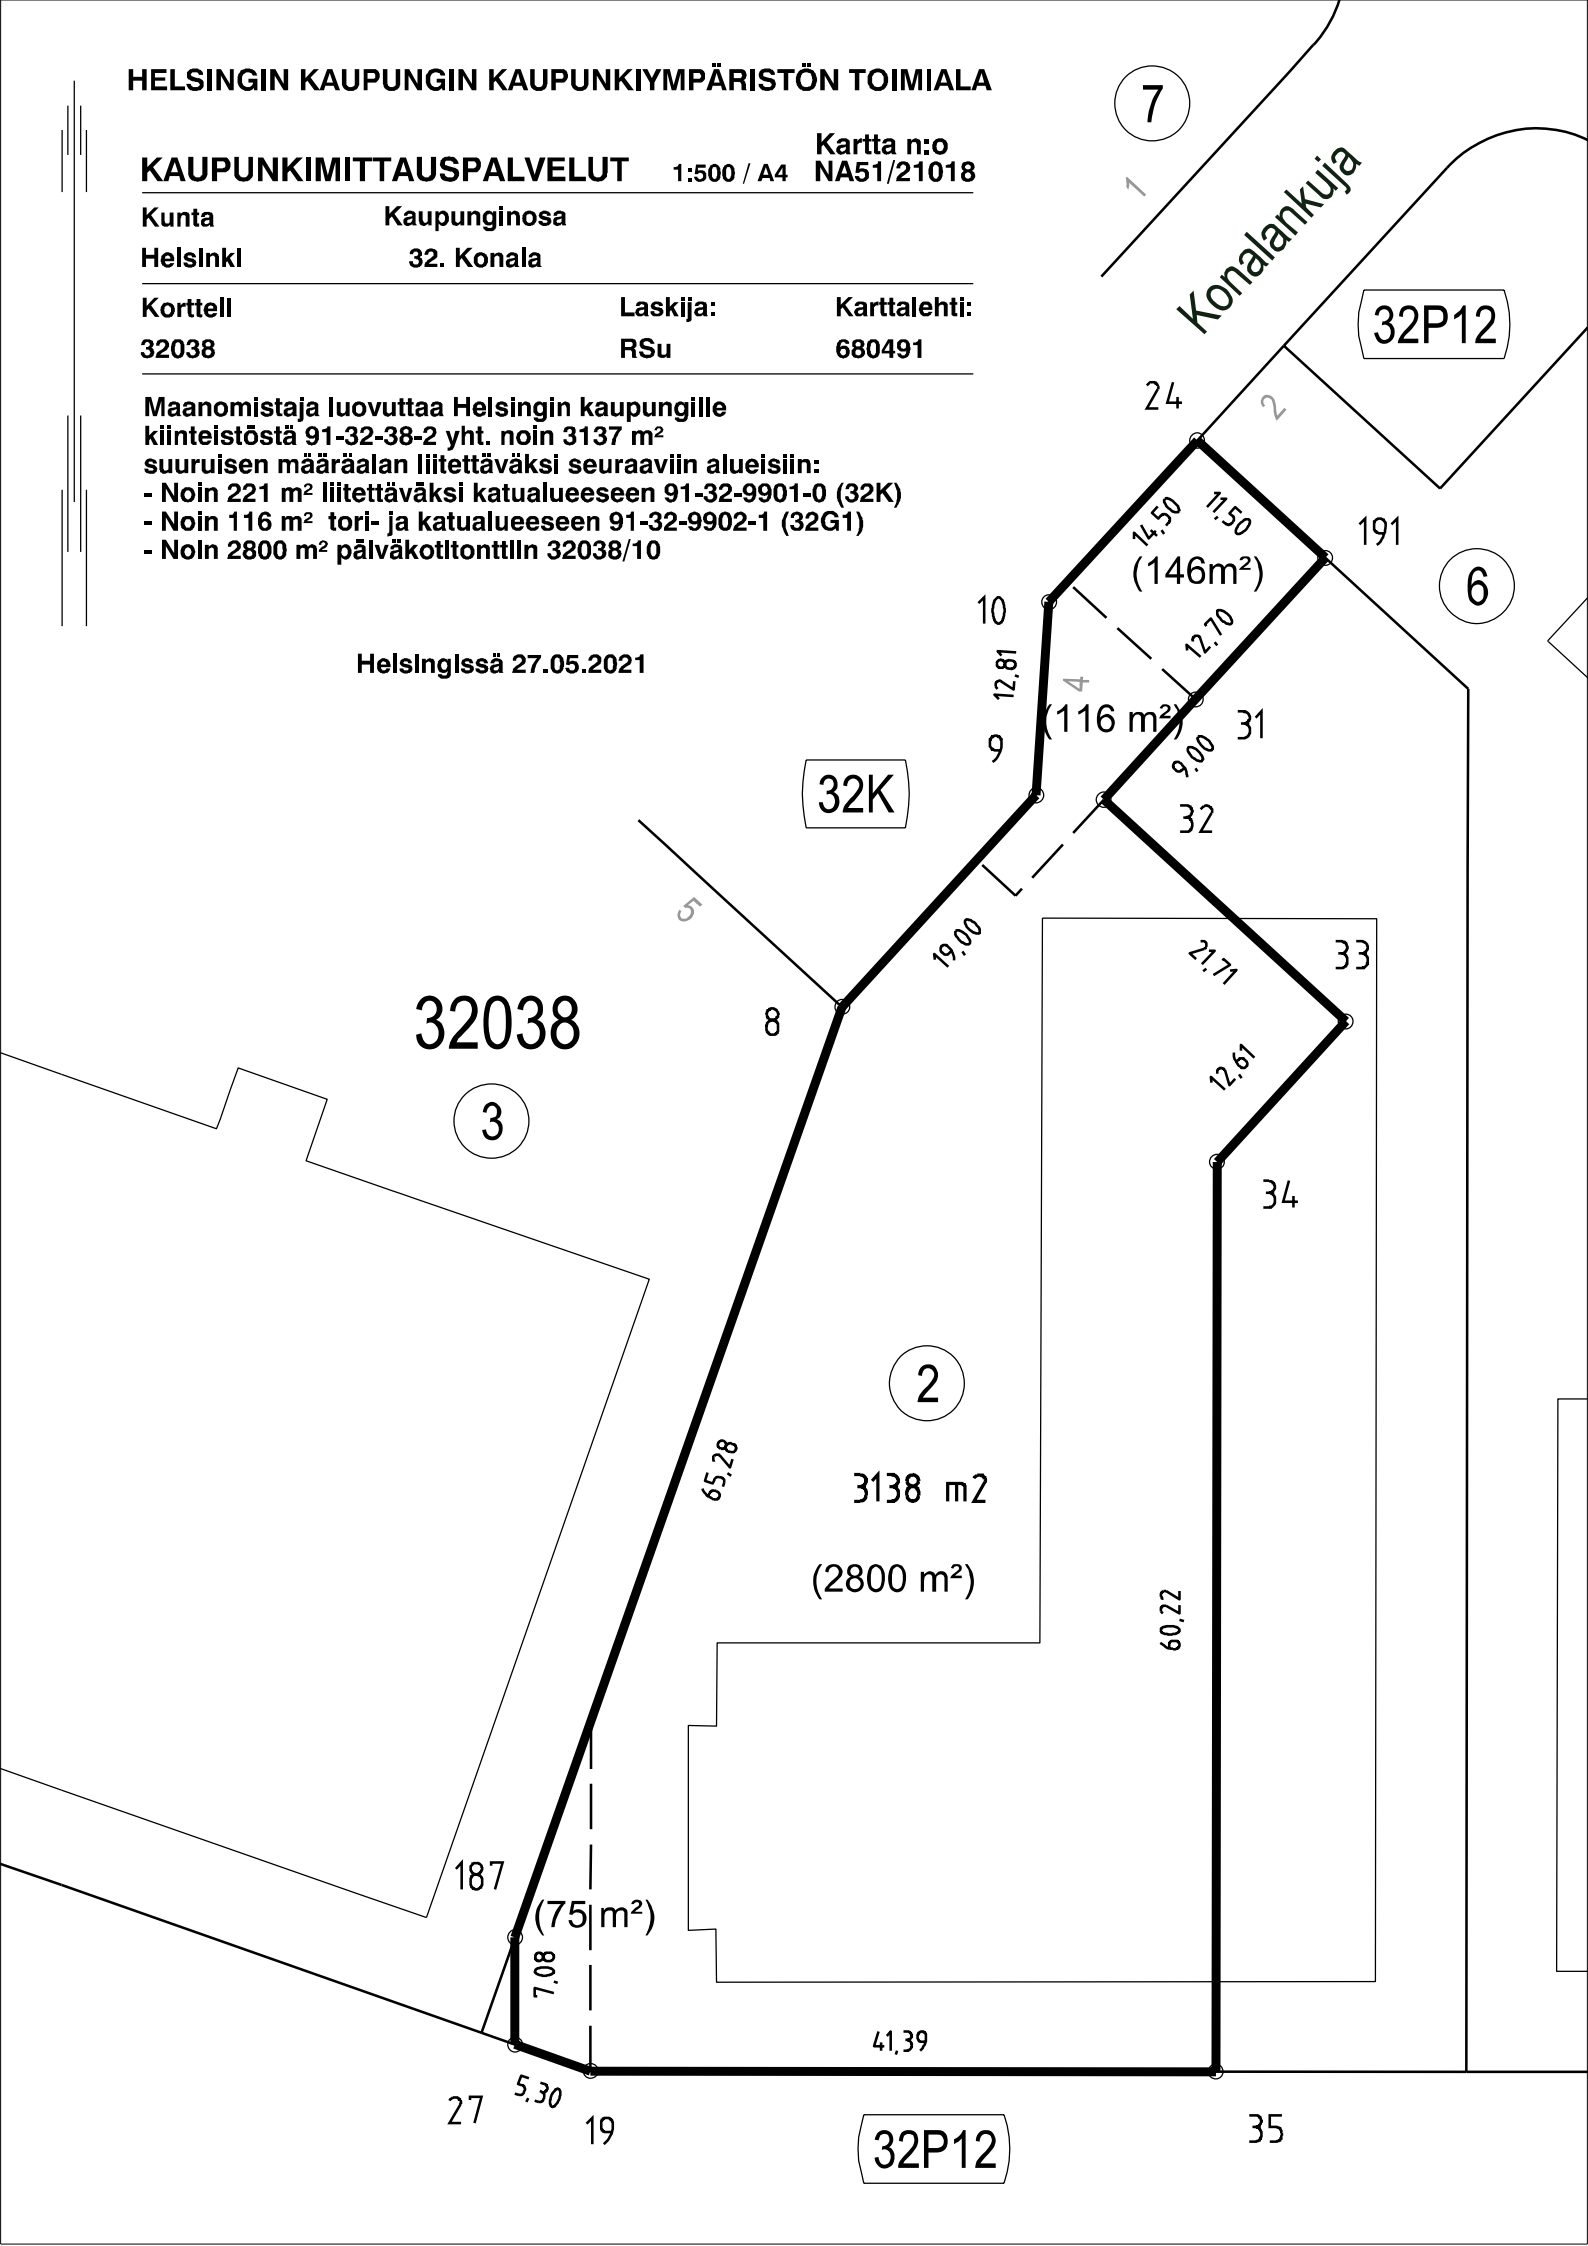 HELSINGIN KAUPUNGIN KAUPUNKIYMPÄRISTÖN TOIMIALA
KAUPUNKIMITTAUSPALVELUT 1:500 / A4 Kartta n:o NA51/21018
Kunta Kaupunginosa
Helsinki 32. Konala
Kortteli Laskija: Karttalehti:
32038 RSu 680491
Maanomistaja luovuttaa Helsingin kaupungille
kiinteistöstä 91-32-38-2 yht. noin 3137 m²
suuruisen määräalan liitettäväksi seuraaviin alueisiin:
- Noin 221 m² liitettäväksi katualueeseen 91-32-9901-0 (32K)
- Noin 116 m² tori- ja katualueeseen 91-32-9902-1 (32G1)
- Noin 2800 m² päiväkotitonttiin 32038/10
Helsingissä 27.05.2021
7
1
Konalankuja
32P12
24
2
11,50
14,50
191
(146m²)
6
10
12,70
12,81
4
(116 m²)
31
9
9,00
32K
32
5
19,00
21,71
33
32038
8
12,61
3
34
2
65,28
3138 m2
(2800 m²)
60,22
187
(75 m²)
7,08
41,39
5,30
27
19
35
32P12